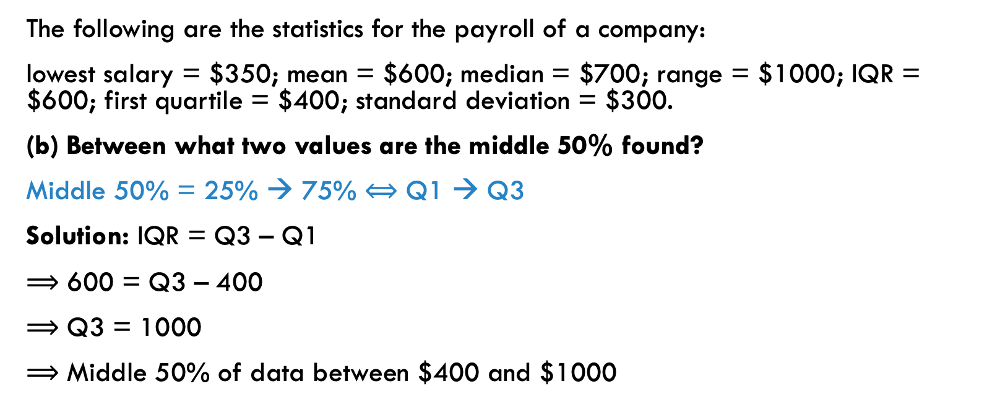 The following are the statistics for the payroll of a company:
lowest salary = $350; mean = $600; median = $700; range = $1000; IQR =
$600; first quartile = $400; standard deviation = $300.
(b) Between what two values are the middle 50% found?
Middle 50% = 25% → 75% ⟺ Q1 → Q3
Solution: IQR = Q3 – Q1
⟹ 600 = Q3 – 400
⟹ Q3 = 1000
⟹ Middle 50% of data between $400 and $1000